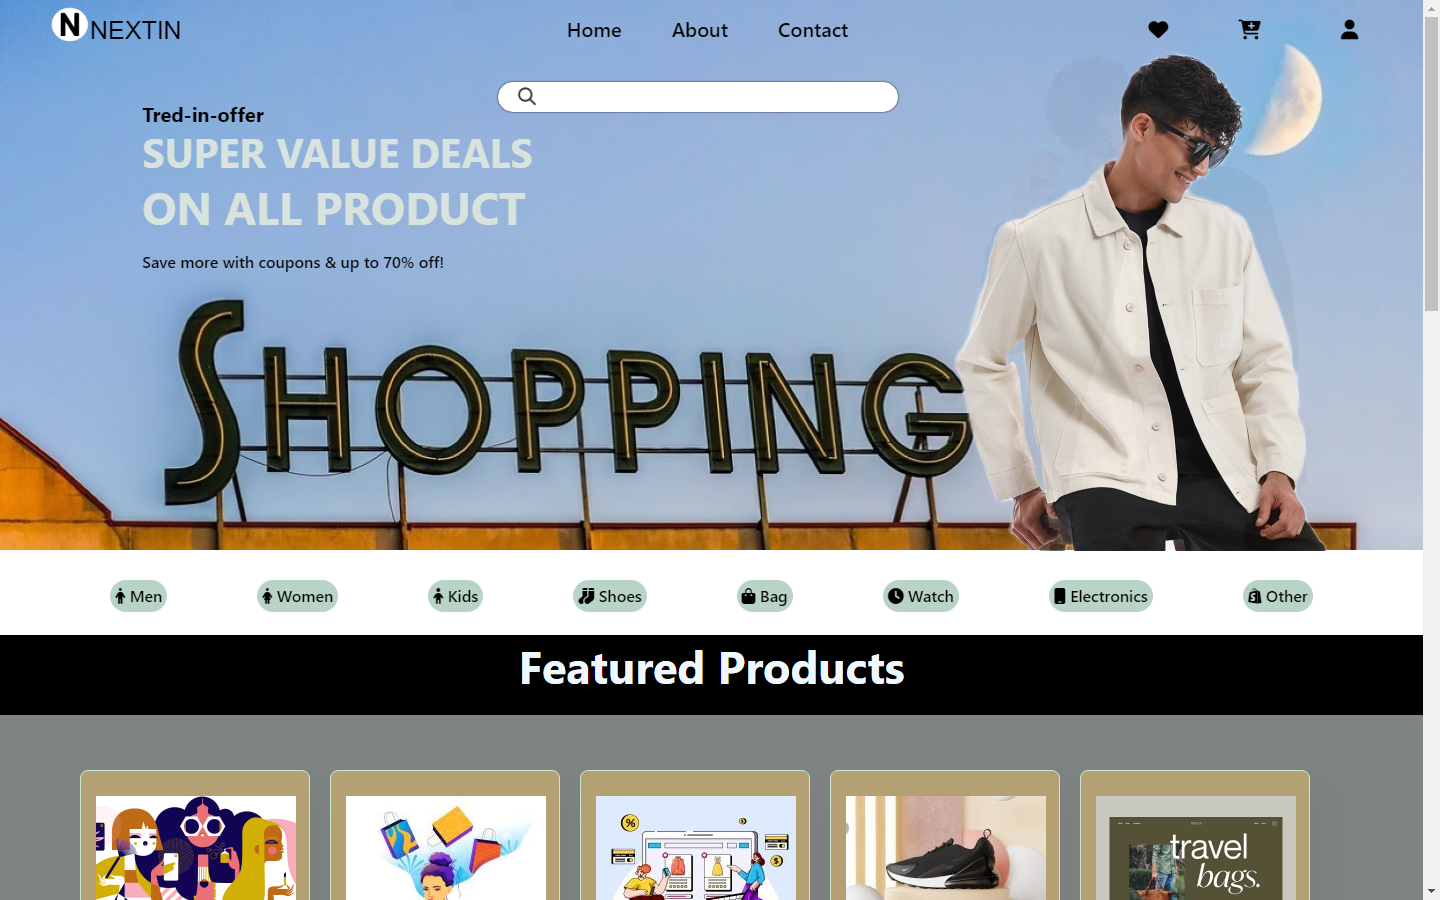 N NEXTIN
Home About Contact
Tred-in-offer
SUPER VALUE DEALS
ON ALL PRODUCT
Save more with coupons & up to 70% off!
SHOPPING
Men Women Kids Shoes Bag Watch Electronics Other
Featured Products
travel
bags.